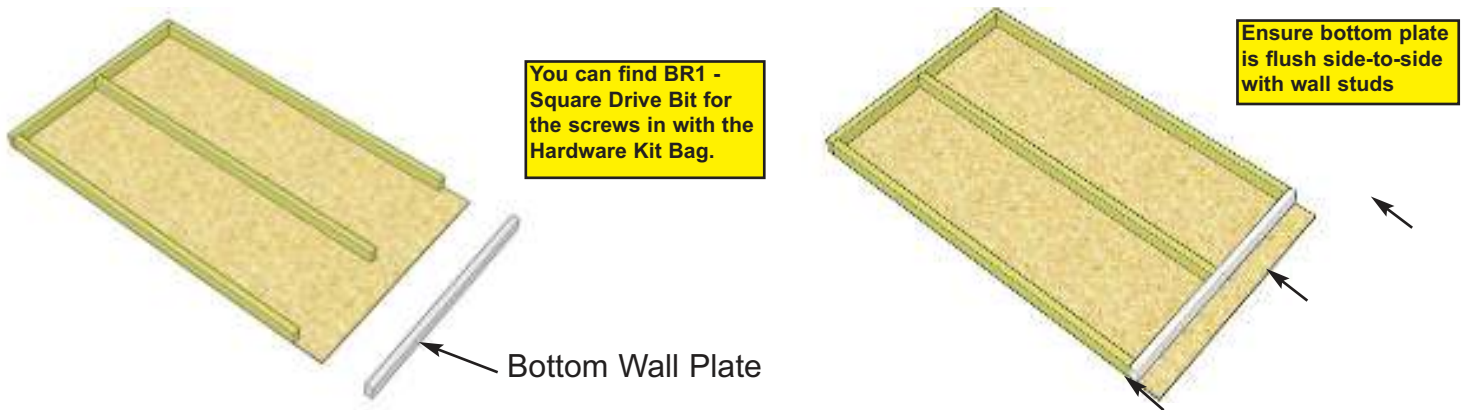 You can find BR1 -
Square Drive Bit for
the screws in with the
Hardware Kit Bag.
Bottom Wall Plate
Ensure bottom plate
is flush side-to-side
with wall studs